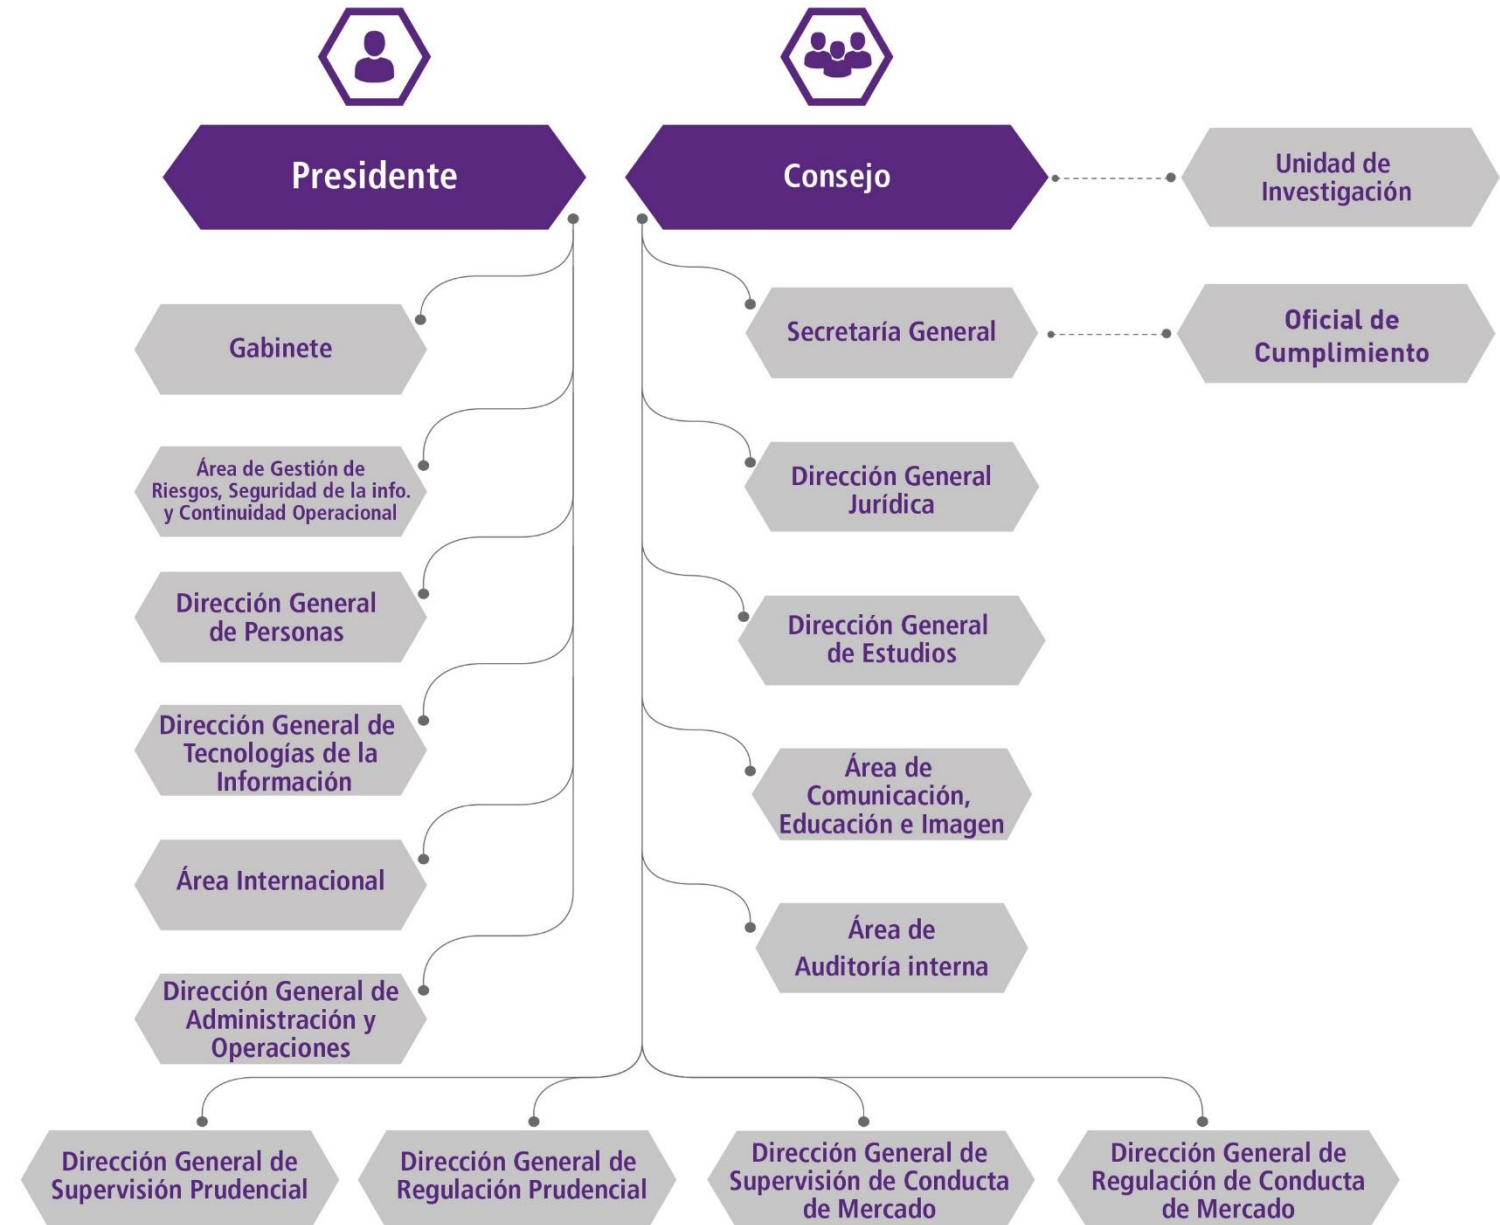 Presidente
Consejo
Unidad de
Investigación
Gabinete
Secretaría General
Oficial de
Cumplimiento
Área de Gestión de
Riesgos, Seguridad de la info.
y Continuidad Operacional
Dirección General
Jurídica
Dirección General
de Personas
Dirección General
de Estudios
Dirección General de
Tecnologías de la
Información
Área de
Comunicación,
Educación e Imagen
Área Internacional
Área de
Auditoría interna
Dirección General de
Administración y
Operaciones
Dirección General de
Supervisión Prudencial
Dirección General de
Regulación Prudencial
Dirección General de
Supervisión de Conducta
de Mercado
Dirección General de
Regulación de Conducta
de Mercado